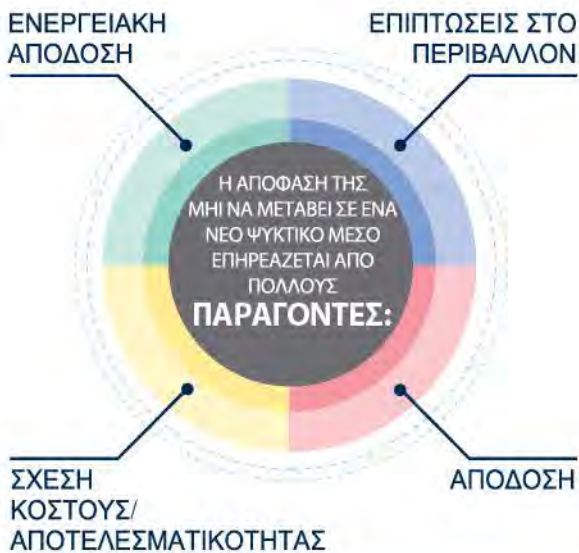 ΕΝΕΡΓΕΙΑΚΗ
ΑΠΟΔΟΣΗ
ΕΠΙΠΤΩΣΕΙΣ ΣΤΟ
ΠΕΡΙΒΑΛΛΟΝ
Η ΑΠΟΦΑΣΗ ΤΗΣ
ΜΗΙ ΝΑ ΜΕΤΑΒΕΙ ΣΕ ΕΝΑ
ΝΕΟ ΨΥΚΤΙΚΟ ΜΕΣΟ
ΕΠΗΡΕΑΖΕΤΑΙ ΑΠΟ
ΠΟΛΛΟΥΣ
ΠΑΡΑΓΟΝΤΕΣ:
ΣΧΕΣΗ
ΚΟΣΤΟΥΣ/
ΑΠΟΤΕΛΕΣΜΑΤΙΚΟΤΗΤΑΣ
ΑΠΟΔΟΣΗ